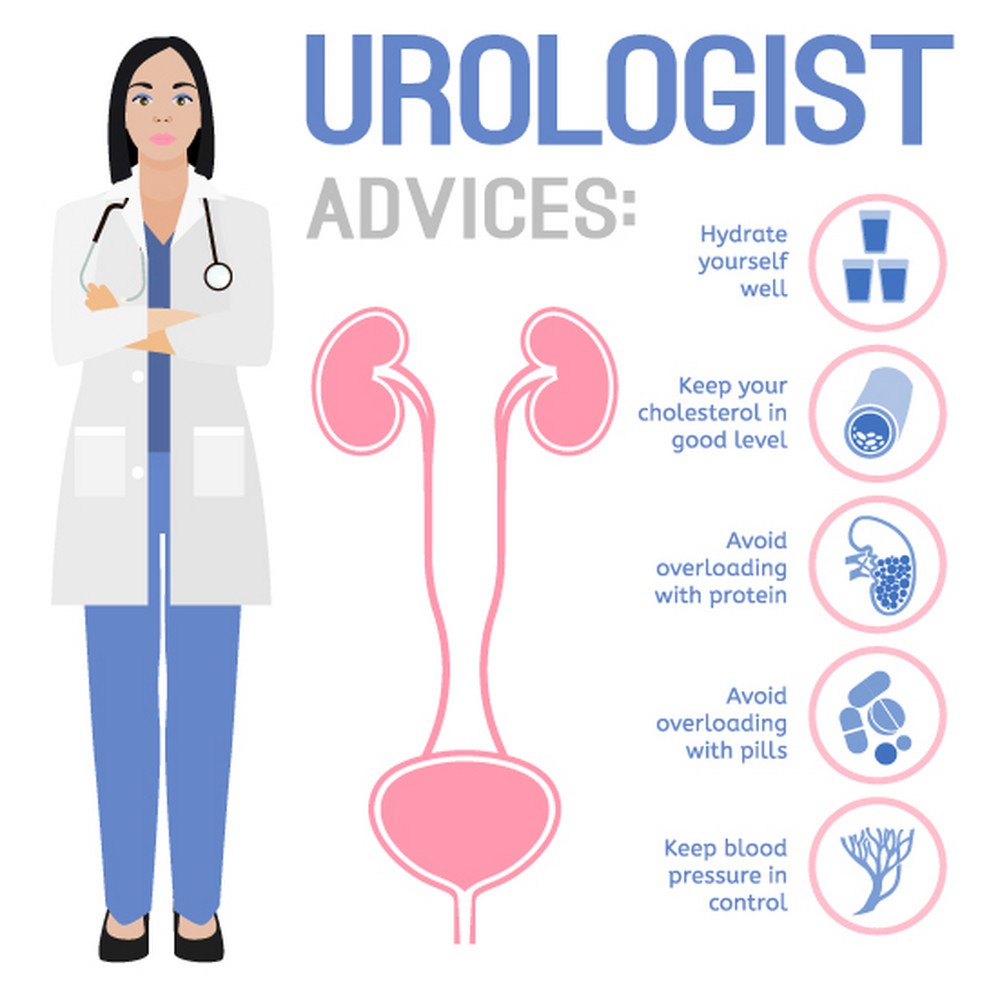 UROLOGIST
ADVICES:
Hydrate
yourself
well
Keep your
cholesterol in
good level
Avoid
overloading
with protein
Avoid
overloading
with pills
Keep blood
pressure in
control